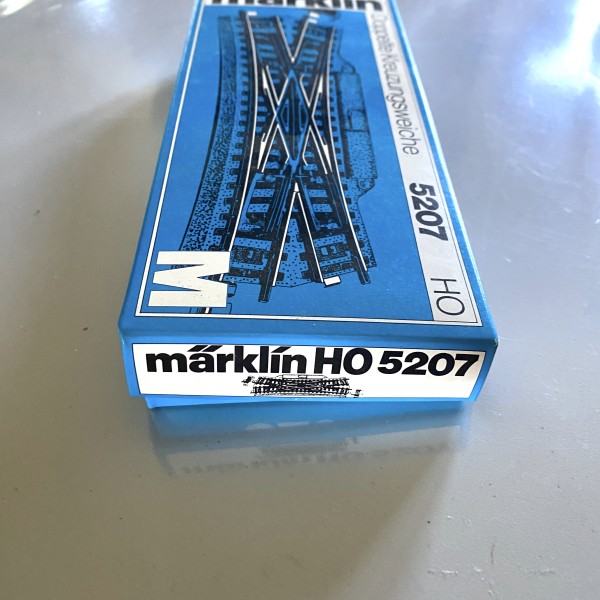 märklin
Doppelte Kreuzungsweiche 5207 HO
M
märklin HO 5207